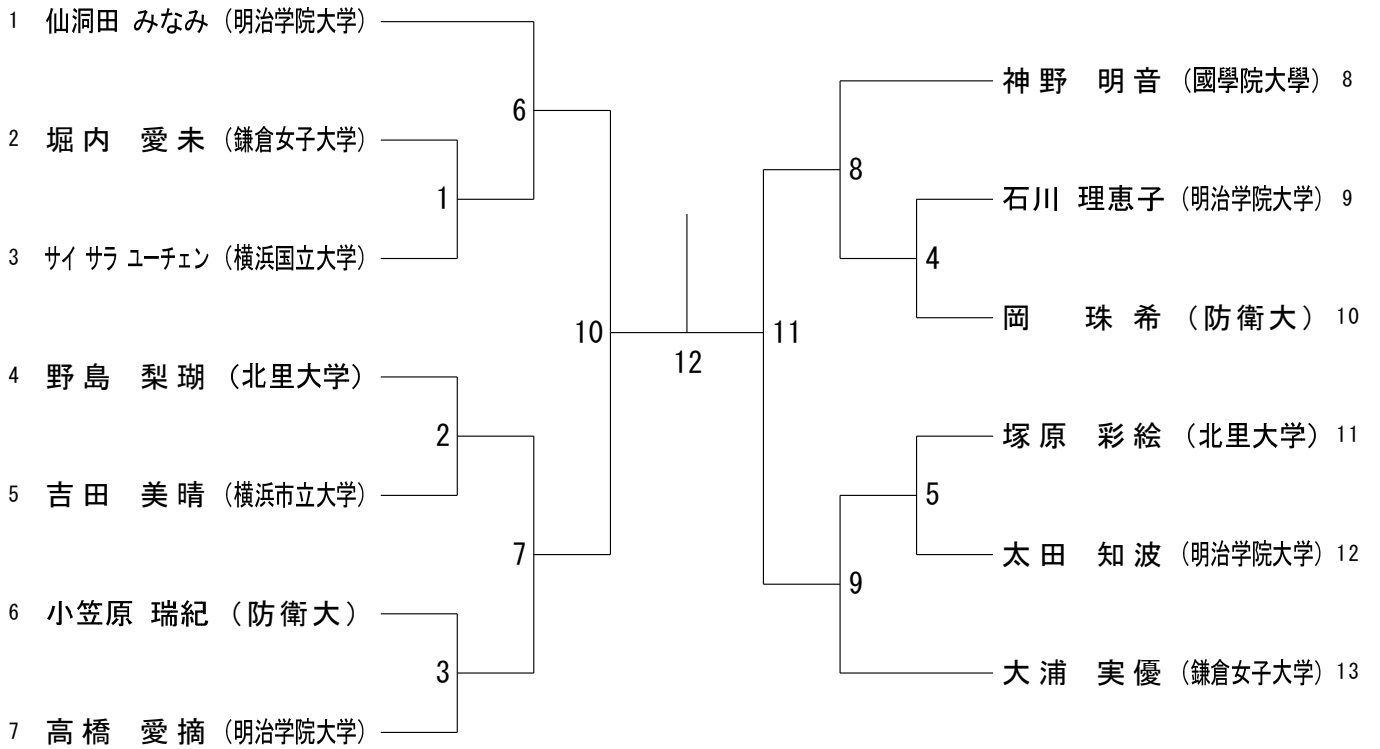 1 仙洞田 みなみ (明治学院大学)
2 堀内 愛未 (鎌倉女子大学)
3 サイ サラ ユーチェン (横浜国立大学)
4 野島 梨瑚 (北里大学)
5 吉田 美晴 (横浜市立大学)
6 小笠原 瑞紀 (防衛大)
7 高橋 愛摘 (明治学院大学)
6
1
2
7
3
10
12
11
8
4
5
9
神野 明音 (國學院大學) 8
石川 理恵子 (明治学院大学) 9
岡 珠希 (防衛大) 10
塚原 彩絵 (北里大学) 11
太田 知波 (明治学院大学) 12
大浦 実優 (鎌倉女子大学) 13